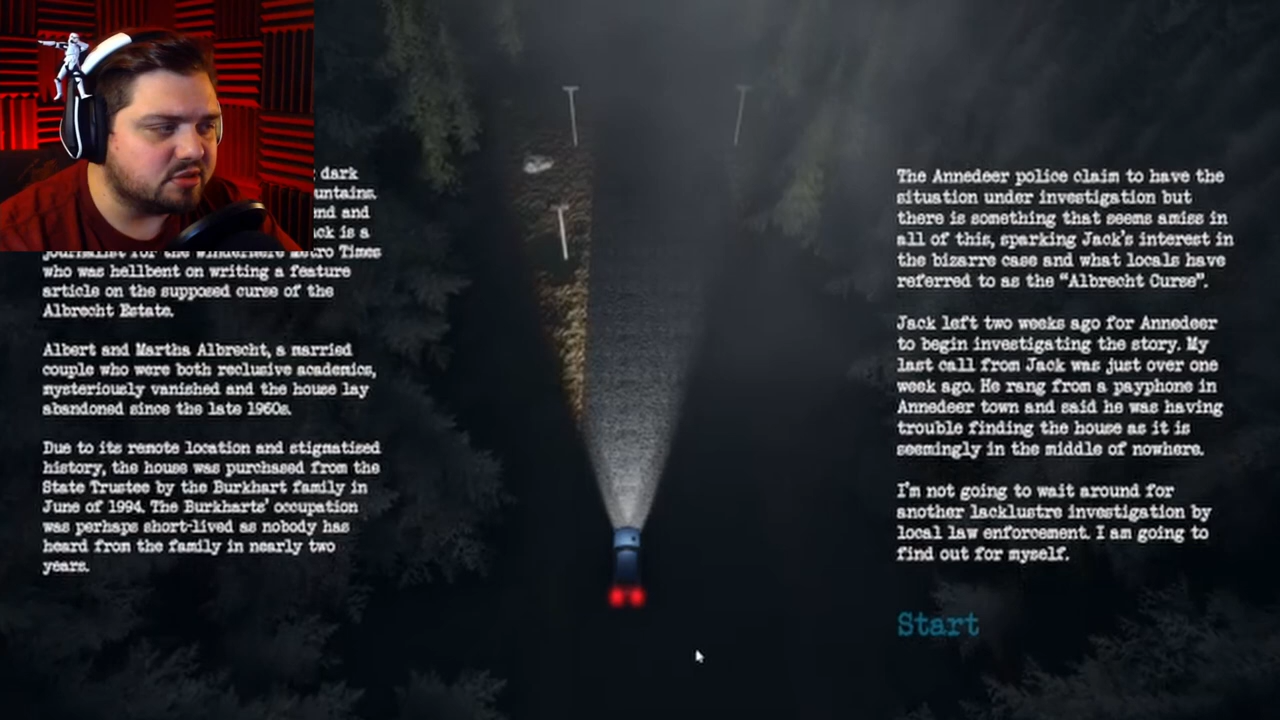 dark
untains.
end and
ck is a
journalist for the Windermere Metro Times
who was hellbent on writing a feature
article on the supposed curse of the
Albrecht Estate.
Albert and Martha Albrecht, a married
couple who were both reclusive academics,
mysteriously vanished and the house lay
abandoned since the late 1960s.
Due to its remote location and stigmatised
history, the house was purchased from the
State Trustee by the Burkhart family in
June of 1994. The Burkharts' occupation
was perhaps short-lived as nobody has
heard from the family in nearly two
years.
The Annedeer police claim to have the
situation under investigation but
there is something that seems amiss in
all of this, sparking Jack's interest in
the bizarre case and what locals have
referred to as the "Albrecht Curse".
Jack left two weeks ago for Annedeer
to begin investigating the story. My
last call from Jack was just over one
week ago. He rang from a payphone in
Annedeer town and said he was having
trouble finding the house as it is
seemingly in the middle of nowhere.
I'm not going to wait around for
another lacklustre investigation by
local law enforcement. I am going to
find out for myself.
Start